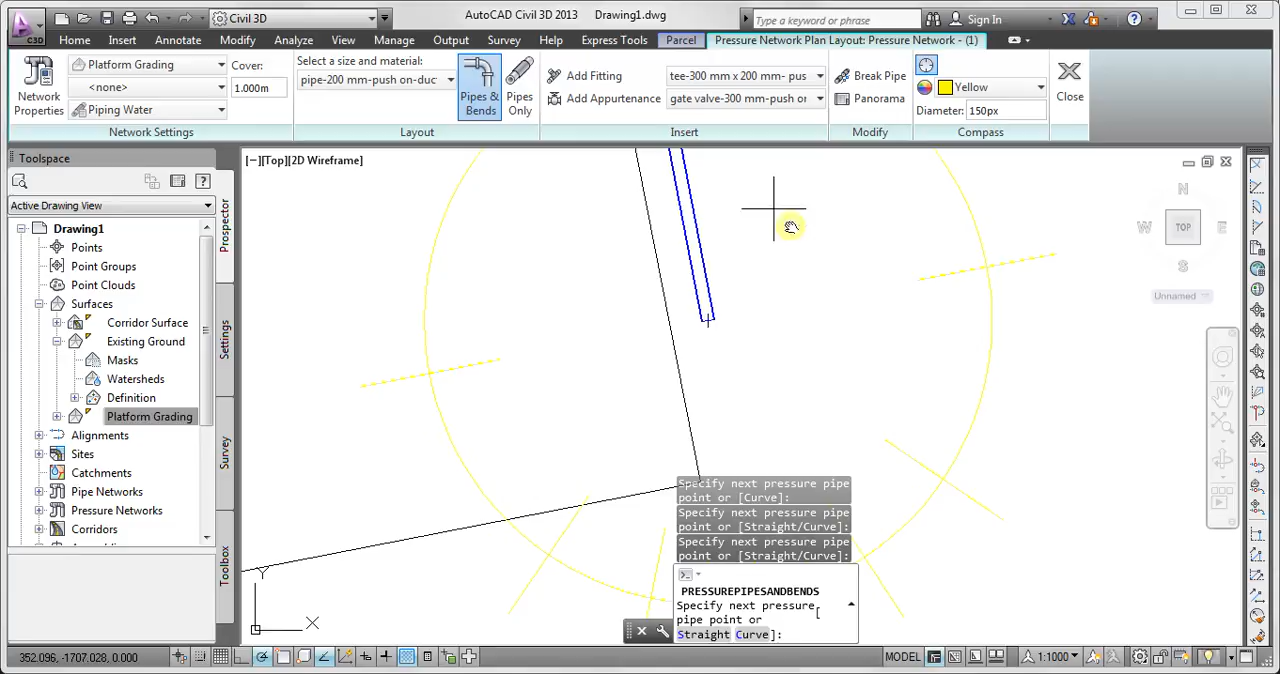 Civil 3D
AutoCAD Civil 3D 2013 Drawing1.dwg
Type a keyword or phrase
Sign In
C3D
Home Insert Annotate Modify Analyze View Manage Output Survey Help Express Tools Parcel Pressure Network Plan Layout: Pressure Network - (1)
Network
Properties
Platform Grading
<none>
Piping Water
Cover:
1.000m
Network Settings
Select a size and material:
pipe-200 mm-push on-duc
Pipes &
Bends
Pipes
Only
Layout
Add Fitting
tee-300 mm x 200 mm- pus
Add Appurtenance
gate valve-300 mm-push or
Insert
Break Pipe
Panorama
Modify
Yellow
Diameter: 150px
Compass
Close
Toolspace
Active Drawing View
Drawing1
Points
Point Groups
Point Clouds
Surfaces
Corridor Surface
Existing Ground
Masks
Watersheds
Definition
Platform Grading
Alignments
Sites
Catchments
Pipe Networks
Pressure Networks
Corridors
Prospector
Settings
Survey
Toolbox
[−][Top][2D Wireframe]
N
W TOP E
S
Unnamed
Y
X
Specify next pressure pipe
point or [Curve]:
Specify next pressure pipe
point or [Straight/Curve]:
Specify next pressure pipe
point or [Straight/Curve]:
PRESSUREPIPESANDBENDS
Specify next pressure
pipe point or [
Straight Curve]:
352.096, -1707.028, 0.000
MODEL
1:1000